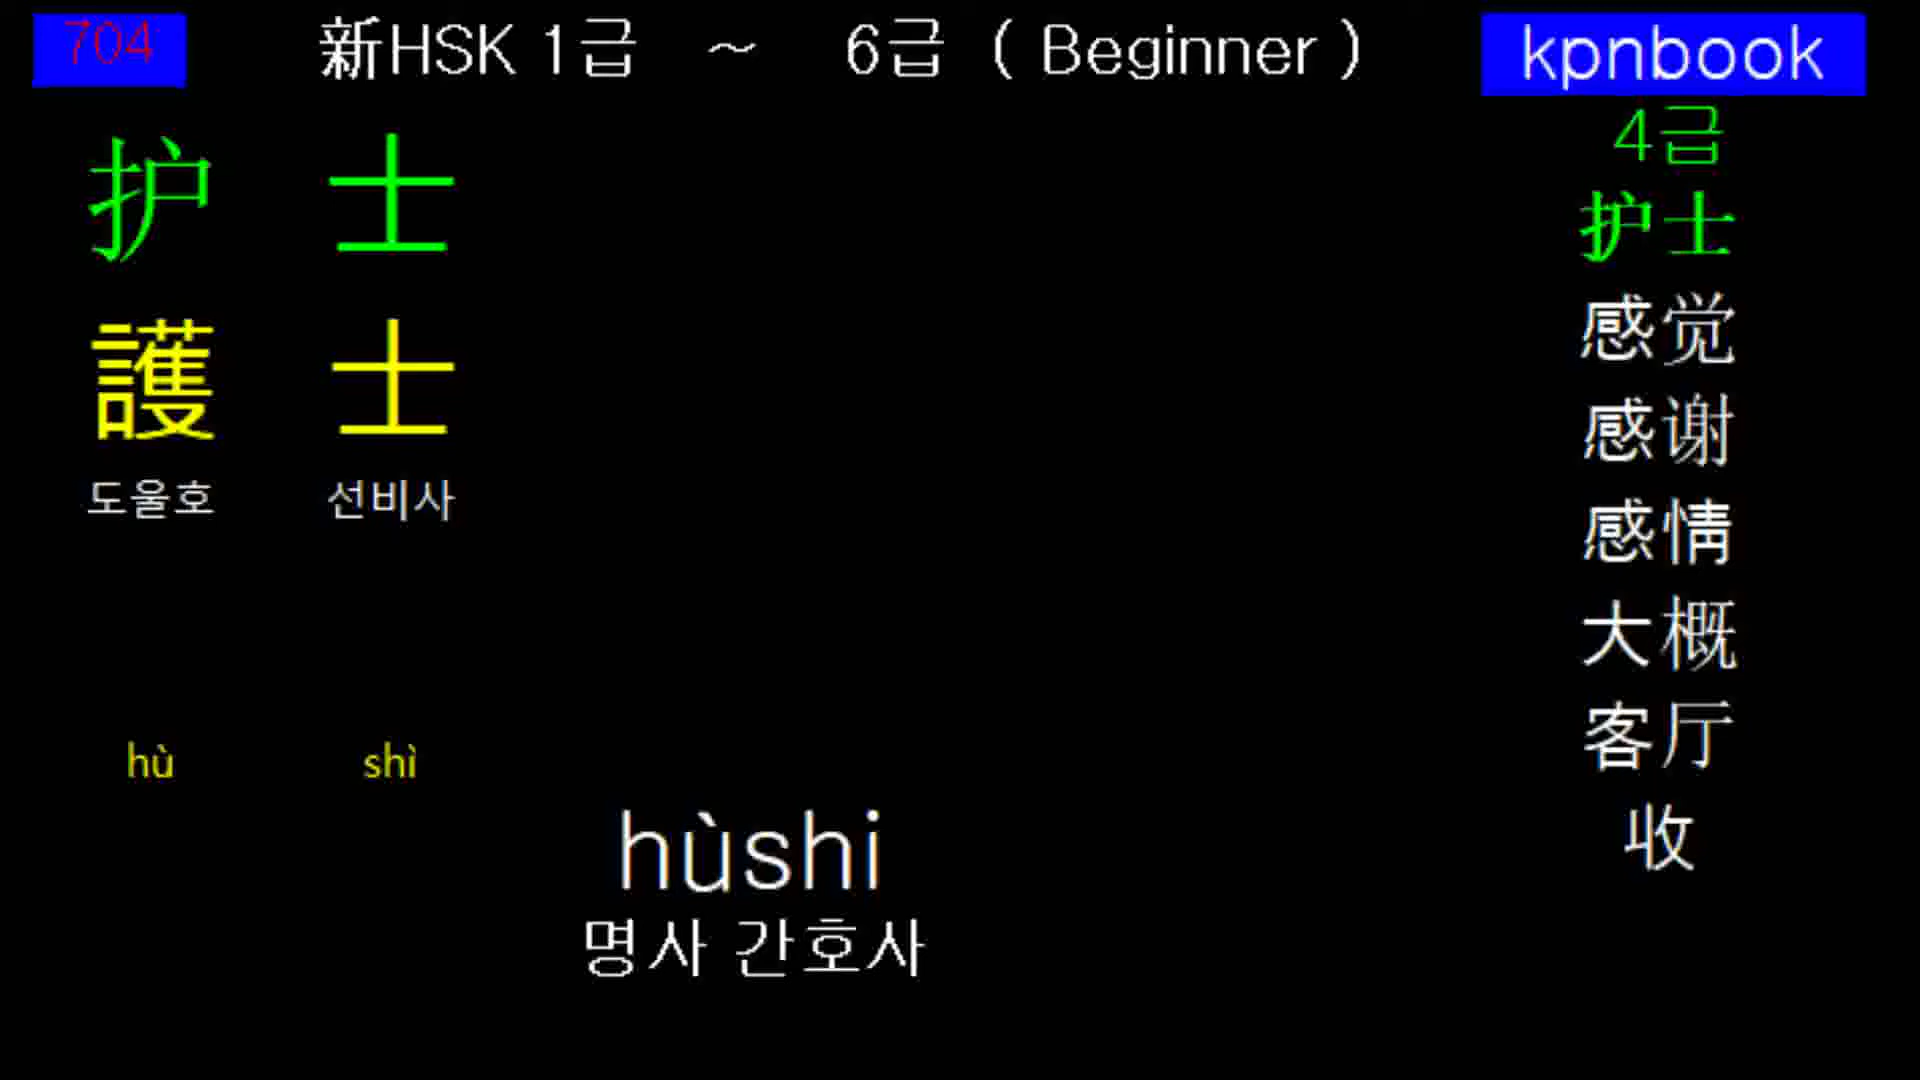 704 新HSK 1급 ~ 6급 ( Beginner ) kpnbook
护 士
護 士
도울호 선비사
hù shì
hùshi
명사 간호사
4급
护士
感觉
感谢
感情
大概
客厅
收